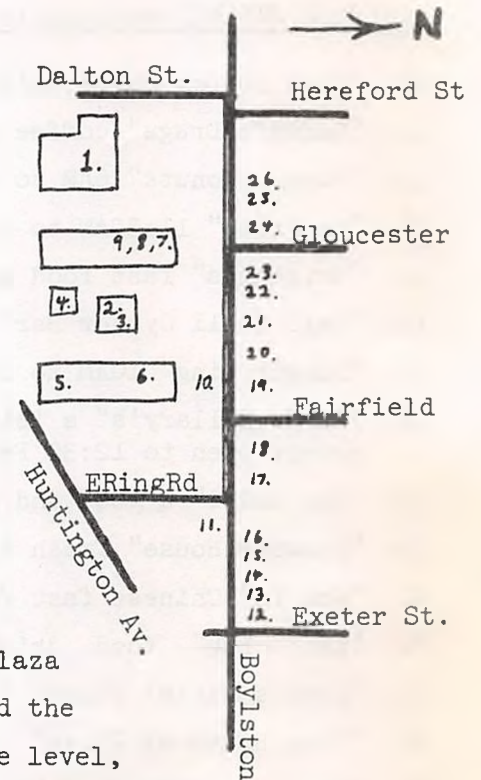 N
Dalton St.
Hereford St
1.
26.
25.
24.
Gloucester
9,8,7.
23.
22.
4.
2.
3.
21.
20.
5.
6.
10.
19.
Fairfield
18.
17.
Huntington Av.
ERingRd
11.
16.
15.
14.
13.
12.
Exeter St.
Boylston
laza
d the
e level,